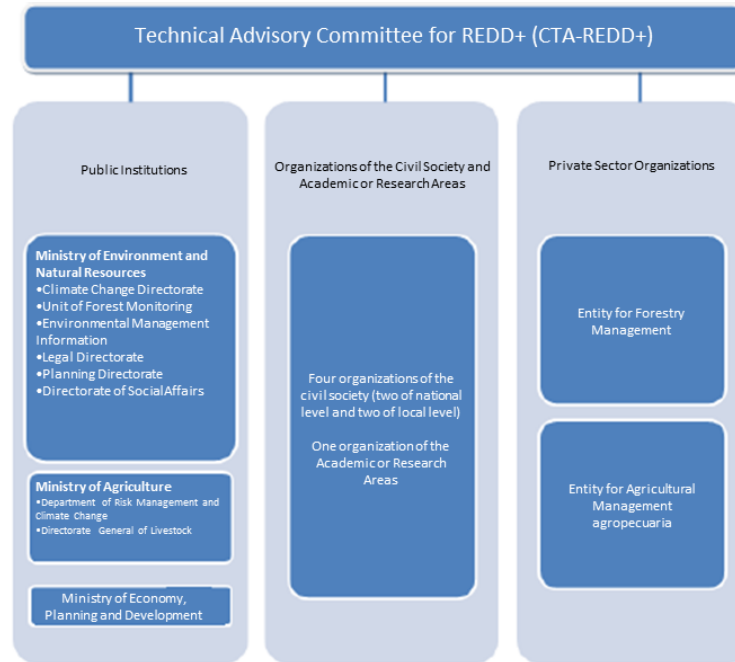 Technical Advisory Committee for REDD+ (CTA-REDD+)
Public Institutions
Ministry of Environment and
Natural Resources
•Climate Change Directorate
•Unit of Forest Monitoring
•Environmental Management
Information
•Legal Directorate
•Planning Directorate
•Directorate of Social Affairs
Ministry of Agriculture
•Department of Risk Management and
Climate Change
•Directorate General of Livestock
Ministry of Economy,
Planning and Development
Organizations of the Civil Society and
Academic or Research Areas
Four organizations of the
civil society (two of national
level and two of local level)
One organization of the
Academic or Research
Areas
Private Sector Organizations
Entity for Forestry
Management
Entity for Agricultural
Management
agropecuaria